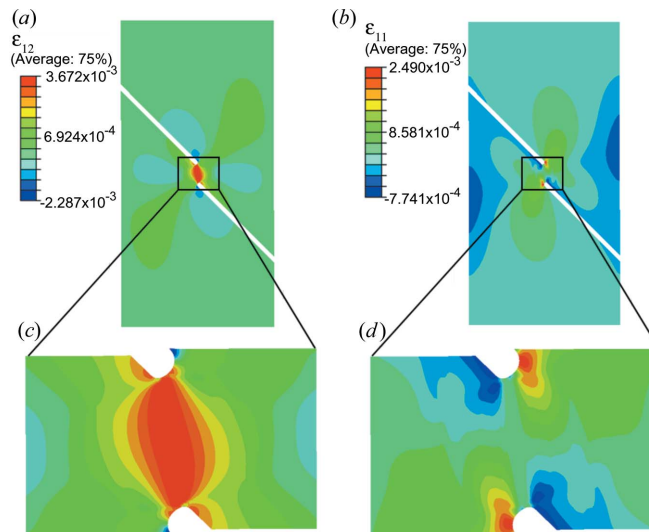 (a)
ε12
(Average: 75%)
3.672x10-3
6.924x10-4
-2.287x10-3
(b)
ε11
(Average: 75%)
2.490x10-3
8.581x10-4
-7.741x10-4
(c)
(d)